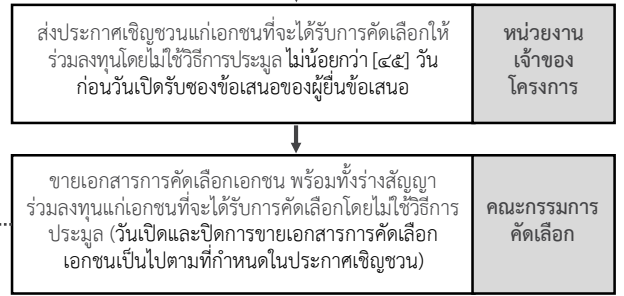 ส่งประกาศเชิญชวนแก่เอกชนที่จะได้รับการคัดเลือกให้
ร่วมลงทุนโดยไม่ใช้วิธีการประมูล ไม่น้อยกว่า [๔๕] วัน
ก่อนวันเปิดรับซองข้อเสนอของผู้ยื่นข้อเสนอ
หน่วยงาน
เจ้าของ
โครงการ
ขายเอกสารการคัดเลือกเอกชน พร้อมทั้งร่างสัญญา
ร่วมลงทุนแก่เอกชนที่จะได้รับการคัดเลือกโดยไม่ใช้วิธีการ
ประมูล (วันเปิดและปิดการขายเอกสารการคัดเลือก
เอกชนเป็นไปตามที่กำหนดในประกาศเชิญชวน)
คณะกรรมการ
คัดเลือก